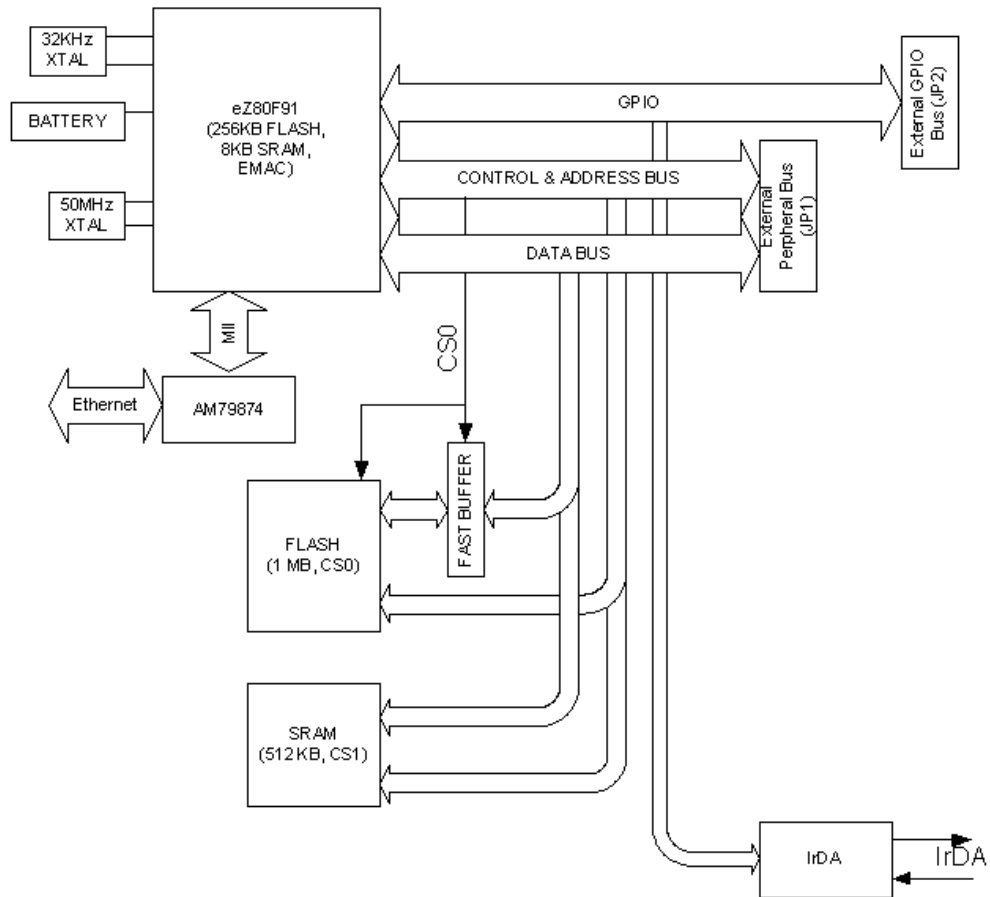 32KHz
XTAL
BATTERY
50MHz
XTAL
eZ80F91
(256KB FLASH,
8KB SRAM,
EMAC)
GPIO
External GPIO
Bus (JP2)
CONTROL & ADDRESS BUS
External
Perpheral Bus
(JP1)
DATA BUS
MII
Ethernet
AM79874
CS0
FAST BUFFER
FLASH
(1 MB, CS0)
SRAM
(512 KB, CS1)
IrDA
IrDA